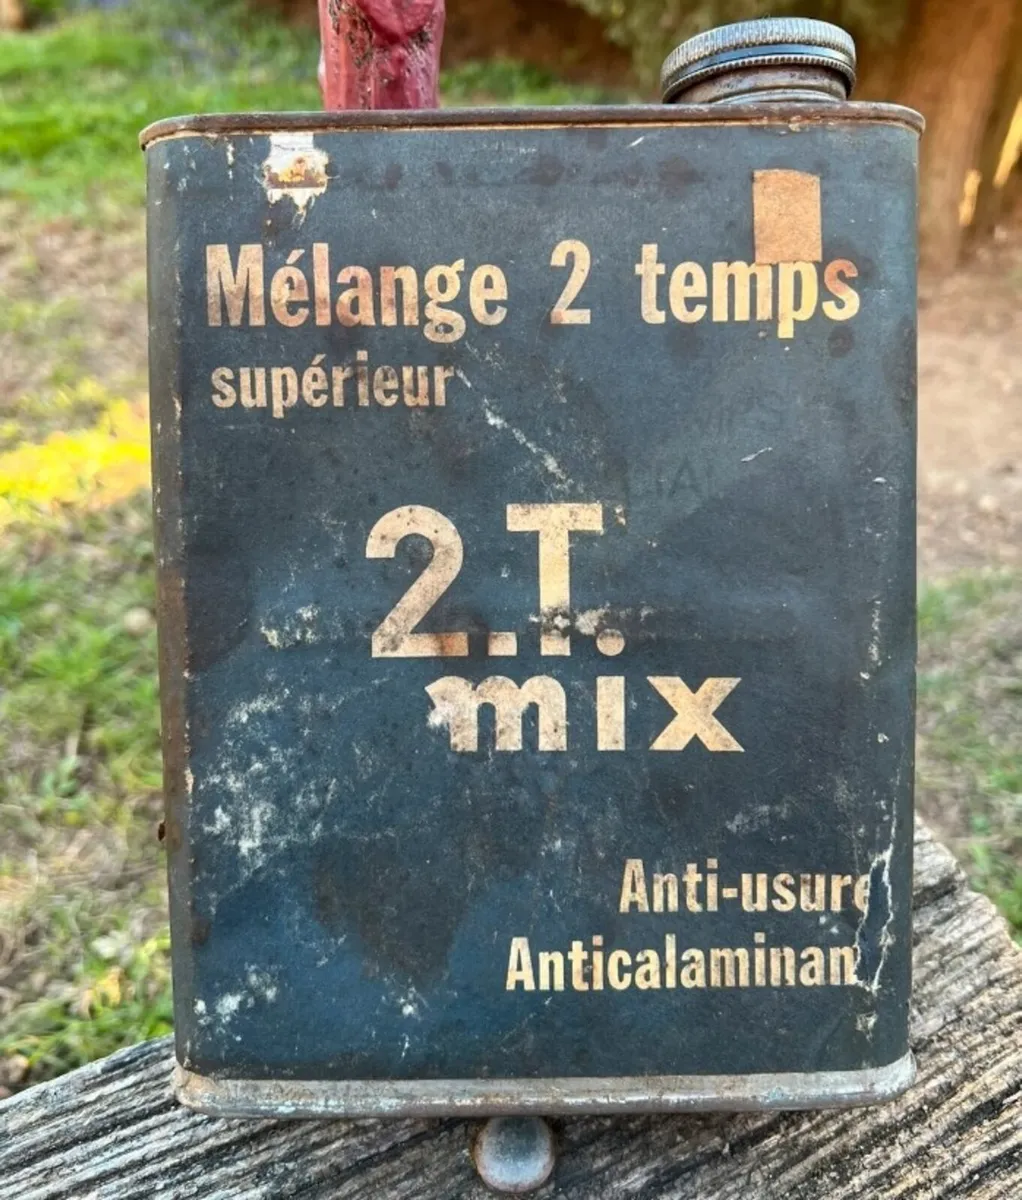 Mélange 2 temps
supérieur
2.T.
mix
Anti-usure
Anticalaminan